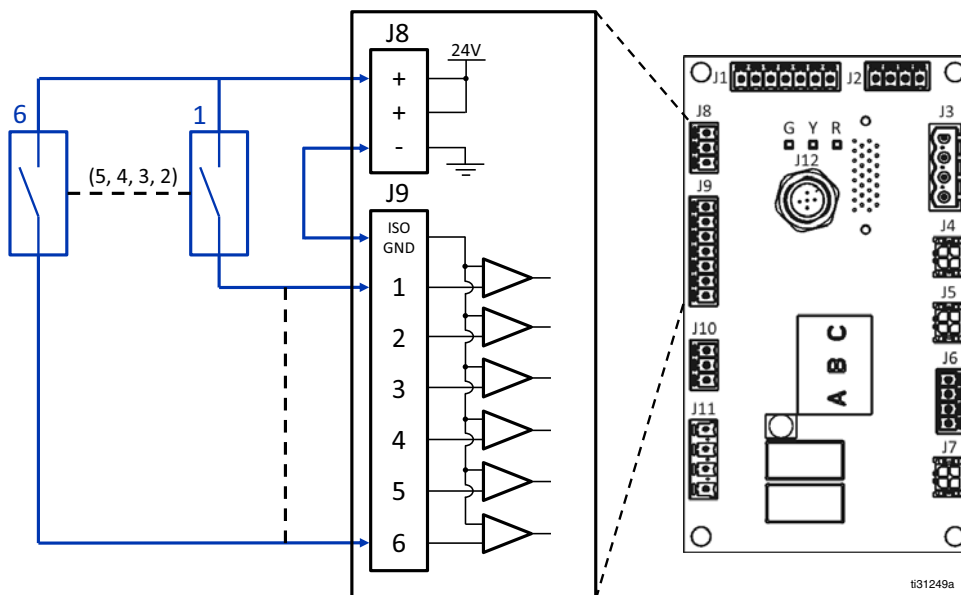 J8
24V
+
+
-
6
1
(5, 4, 3, 2)
J9
ISO
GND
1
2
3
4
5
6
J1
J2
J8
G Y R
J3
J12
J9
J4
J5
J10
J6
A B C
J11
J7
ti31249a